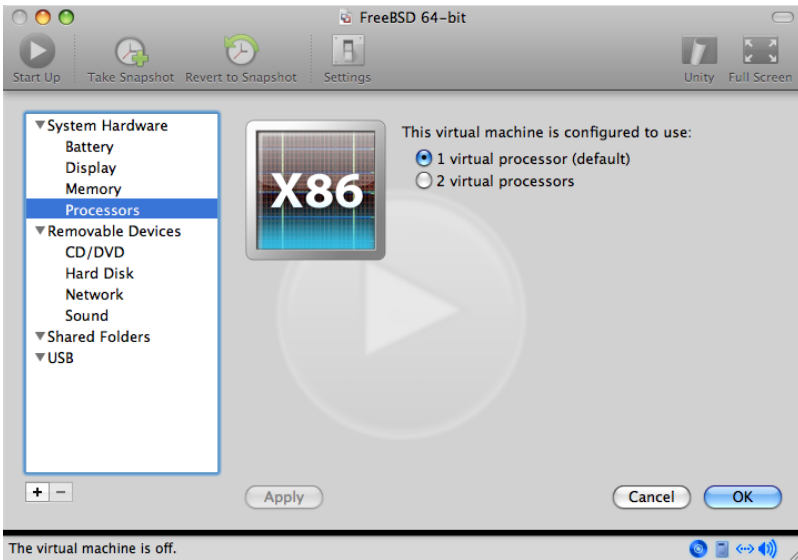 FreeBSD 64-bit
Start Up
Take Snapshot
Revert to Snapshot
Settings
Unity
Full Screen
System Hardware
Battery
Display
Memory
Processors
Removable Devices
CD/DVD
Hard Disk
Network
Sound
Shared Folders
USB
X86
This virtual machine is configured to use:
1 virtual processor (default)
2 virtual processors
+ −
Apply
Cancel
OK
The virtual machine is off.